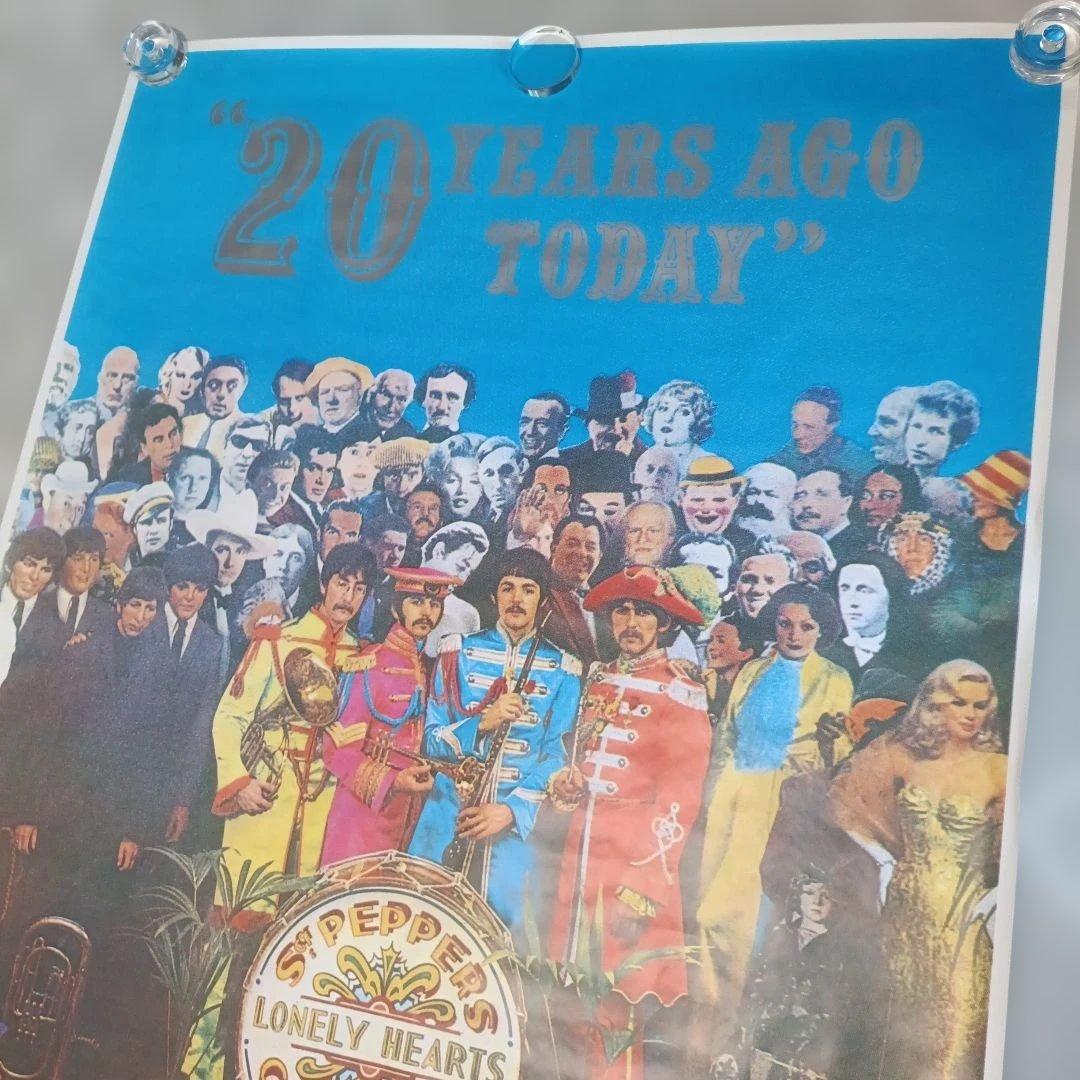 “20 YEARS AGO
TODAY”
SGT PEPPERS
LONELY HEARTS